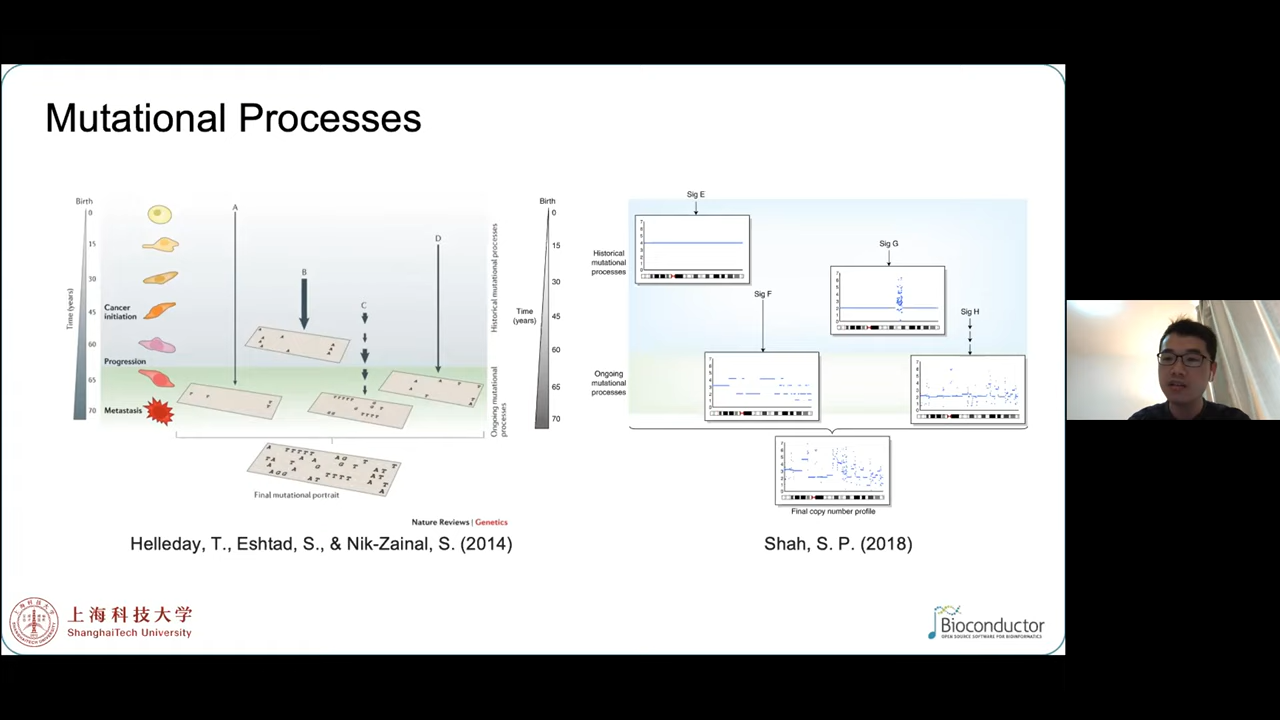 Mutational Processes
Birth
0
15
30
45
60
65
70
Time (years)
Cancer
initiation
Progression
Metastasis
A
B
C
D
Historical mutational processes
Ongoing mutational
processes
Final mutational portrait
Nature Reviews | Genetics
Birth
0
15
30
45
60
65
70
Time
(years)
Historical
mutational
processes
Ongoing
mutational
processes
Sig E
Sig F
Sig G
Sig H
Final copy number profile
Helleday, T., Eshtad, S., & Nik-Zainal, S. (2014)
Shah, S. P. (2018)
上海科技大学
ShanghaiTech University
Bioconductor
OPEN SOURCE SOFTWARE FOR BIOINFORMATICS